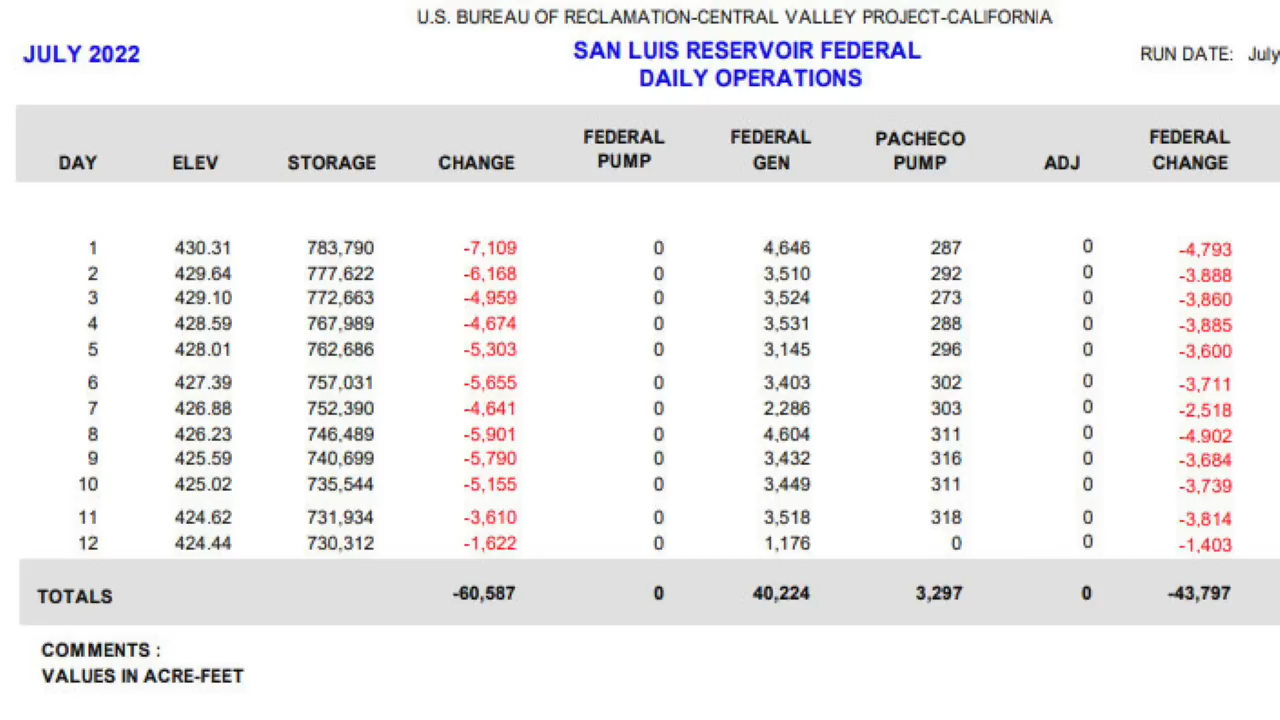 U.S. BUREAU OF RECLAMATION-CENTRAL VALLEY PROJECT-CALIFORNIA
JULY 2022 SAN LUIS RESERVOIR FEDERAL RUN DATE: July
DAILY OPERATIONS
FEDERAL FEDERAL PACHECO FEDERAL
DAY ELEV STORAGE CHANGE PUMP GEN PUMP ADJ CHANGE
1 430.31 783,790 -7,109 0 4,646 287 0 -4,793
2 429.64 777,622 -6,168 0 3,510 292 0 -3.888
3 429.10 772,663 -4,959 0 3,524 273 0 -3,860
4 428.59 767,989 -4,674 0 3,531 288 0 -3,885
5 428.01 762,686 -5,303 0 3,145 296 0 -3,600
6 427.39 757,031 -5,655 0 3,403 302 0 -3,711
7 426.88 752,390 -4,641 0 2,286 303 0 -2,518
8 426.23 746,489 -5,901 0 4,604 311 0 -4.902
9 425.59 740,699 -5,790 0 3,432 316 0 -3,684
10 425.02 735,544 -5,155 0 3,449 311 0 -3,739
11 424.62 731,934 -3,610 0 3,518 318 0 -3,814
12 424.44 730,312 -1,622 0 1,176 0 0 -1,403
TOTALS -60,587 0 40,224 3,297 0 -43,797
COMMENTS :
VALUES IN ACRE-FEET